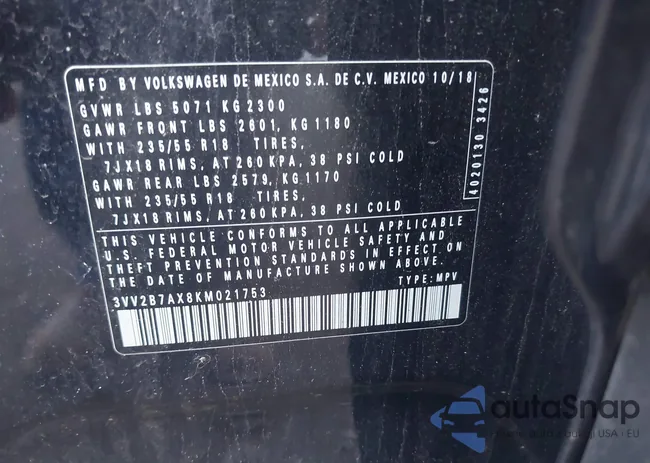 MFD BY VOLKSWAGEN DE MEXICO S.A. DE C.V. MEXICO 10/18
GVWR LBS 5071 KG 2300
GAWR FRONT LBS 2601, KG 1180
WITH 235/55 R18 TIRES,
7JX18 RIMS, AT 260 KPA, 38 PSI COLD
GAWR REAR LBS 2579, KG 1170
WITH 235/55 R18 TIRES,
7JX18 RIMS, AT 260 KPA, 38 PSI COLD
4020130 3426
THIS VEHICLE CONFORMS TO ALL APPLICABLE
U.S. FEDERAL MOTOR VEHICLE SAFETY AND
THEFT PREVENTION STANDARDS IN EFFECT ON
THE DATE OF MANUFACTURE SHOWN ABOVE.
3VV2B7AX8KM021753 TYPE: MPV
autoSnap
USA - EU